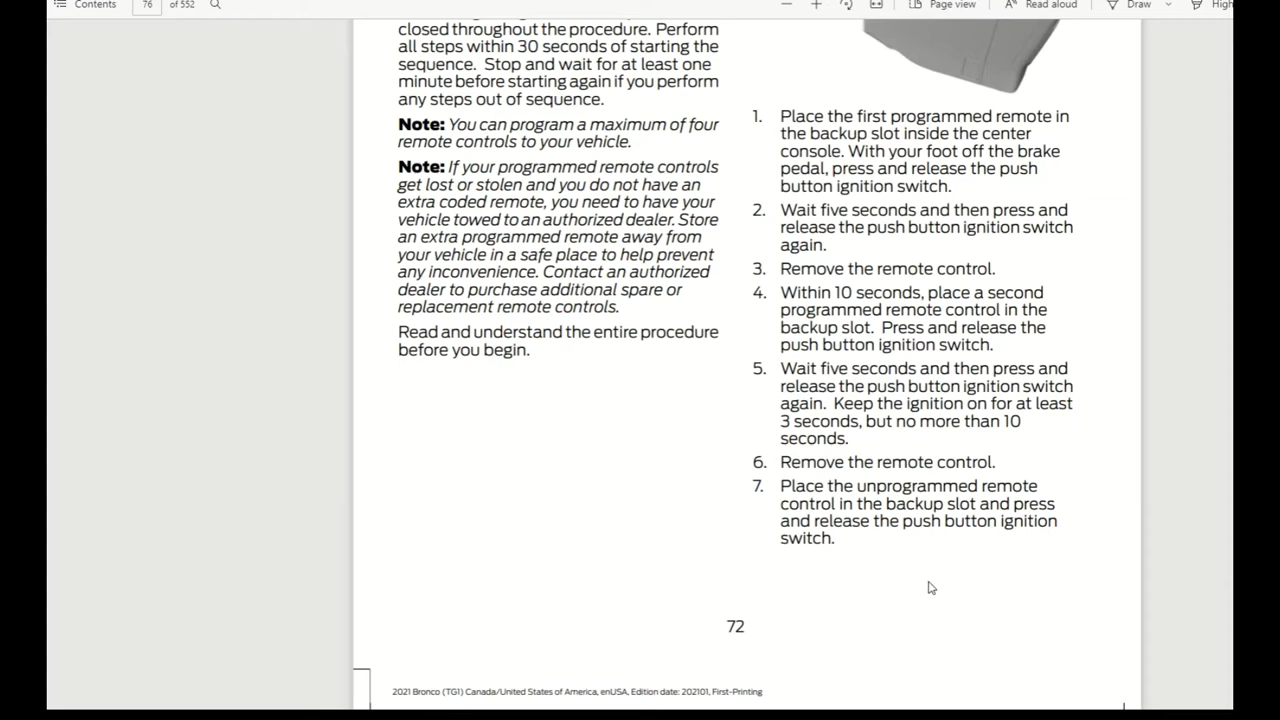 Contents
76
of 552
Page view
Read aloud
Draw
High
closed throughout the procedure. Perform
all steps within 30 seconds of starting the
sequence. Stop and wait for at least one
minute before starting again if you perform
any steps out of sequence.
Note: You can program a maximum of four
remote controls to your vehicle.
Note: If your programmed remote controls
get lost or stolen and you do not have an
extra coded remote, you need to have your
vehicle towed to an authorized dealer. Store
an extra programmed remote away from
your vehicle in a safe place to help prevent
any inconvenience. Contact an authorized
dealer to purchase additional spare or
replacement remote controls.
Read and understand the entire procedure
before you begin.
1. Place the first programmed remote in
the backup slot inside the center
console. With your foot off the brake
pedal, press and release the push
button ignition switch.
2. Wait five seconds and then press and
release the push button ignition switch
again.
3. Remove the remote control.
4. Within 10 seconds, place a second
programmed remote control in the
backup slot. Press and release the
push button ignition switch.
5. Wait five seconds and then press and
release the push button ignition switch
again. Keep the ignition on for at least
3 seconds, but no more than 10
seconds.
6. Remove the remote control.
7. Place the unprogrammed remote
control in the backup slot and press
and release the push button ignition
switch.
72
2021 Bronco (TG1) Canada/United States of America, enUSA, Edition date: 202101, First-Printing